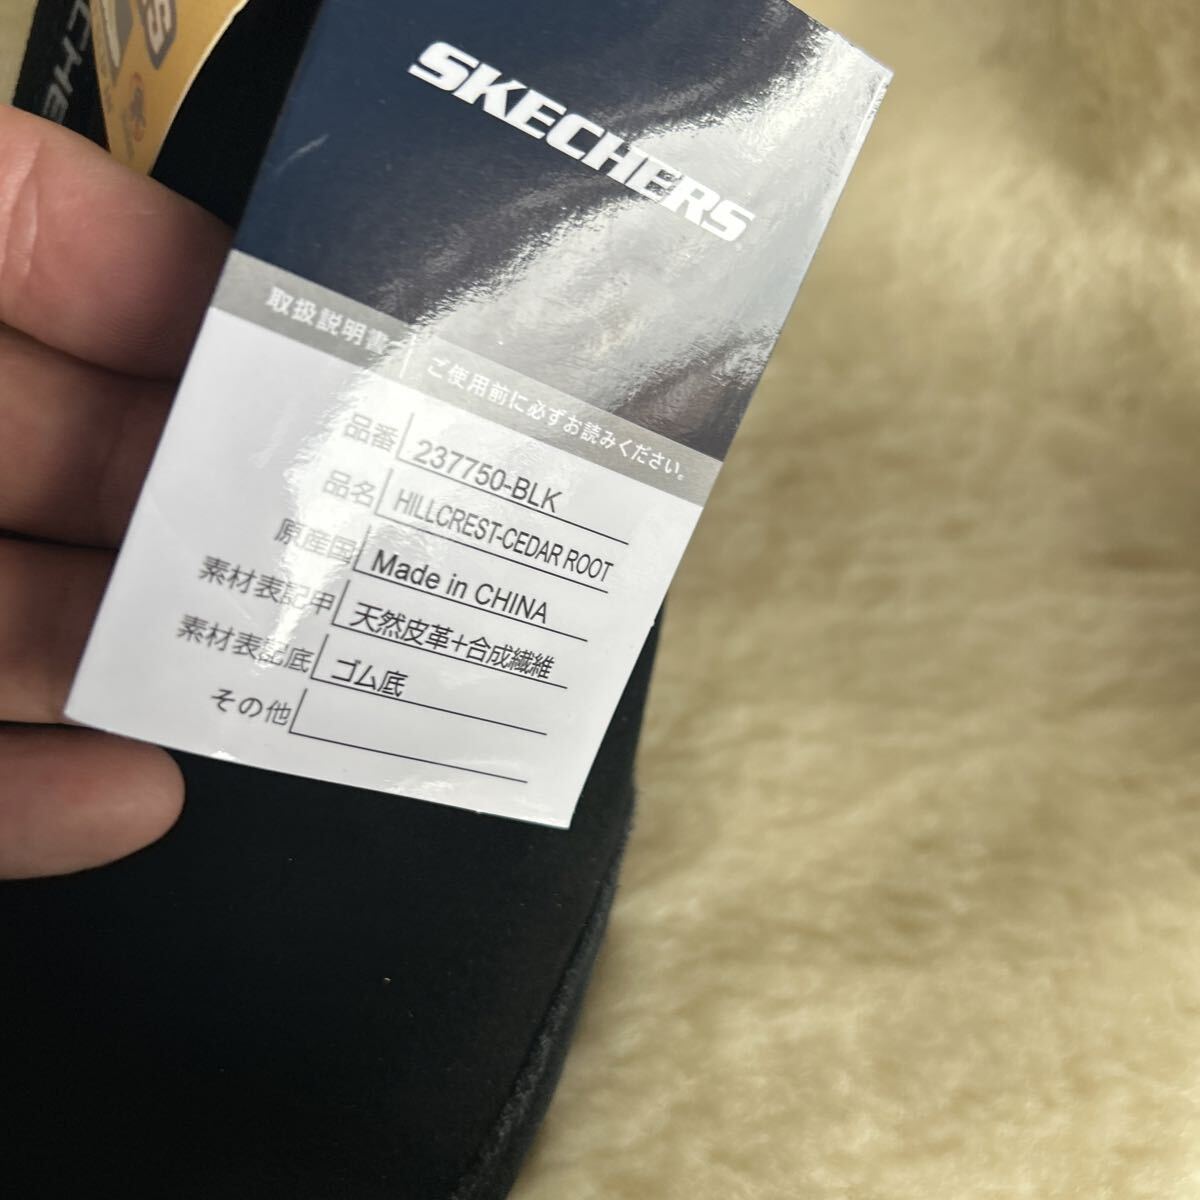 SKECHERS
取扱説明書
ご使用前に必ずお読みください。
品番 237750-BLK
品名 HILLCREST-CEDAR ROOT
原産国 Made in CHINA
素材表記甲 天然皮革+合成繊維
素材表記底 ゴム底
その他